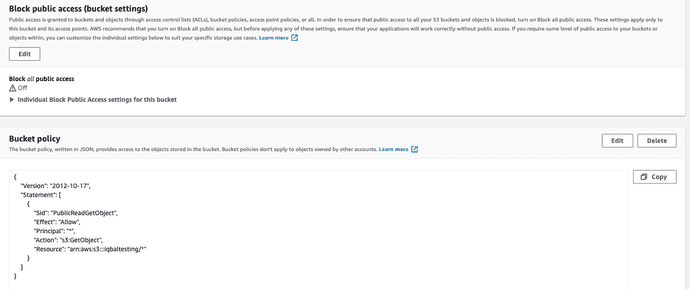 Block public access (bucket settings)
Public access is granted to buckets and objects through access control lists (ACLs), bucket policies, access point policies, or all. In order to ensure that public access to all your S3 buckets and objects is blocked, turn on Block all public access. These settings apply only to
this bucket and its access points. AWS recommends that you turn on Block all public access, but before applying any of these settings, ensure that your applications will work correctly without public access. If you require some level of public access to your buckets or
objects within, you can customize the individual settings below to suit your specific storage use cases. Learn more
Edit
Block all public access
Off
Individual Block Public Access settings for this bucket
Bucket policy
The bucket policy, written in JSON, provides access to the objects stored in the bucket. Bucket policies don't apply to objects owned by other accounts. Learn more
Edit
Delete
Copy
{
"Version": "2012-10-17",
"Statement": [
{
"Sid": "PublicReadGetObject",
"Effect": "Allow",
"Principal": "*",
"Action": "s3:GetObject",
"Resource": "arn:aws:s3:::iqbaltesting/*"
}
]
}